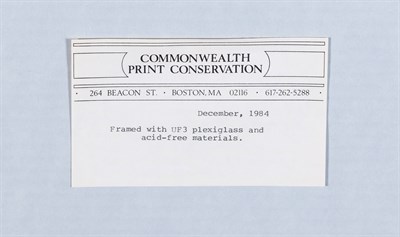 COMMONWEALTH
PRINT CONSERVATION
· 264 BEACON ST. · BOSTON, MA 02116 · 617-262-5288 ·
December, 1984
Framed with UF3 plexiglass and
acid-free materials.